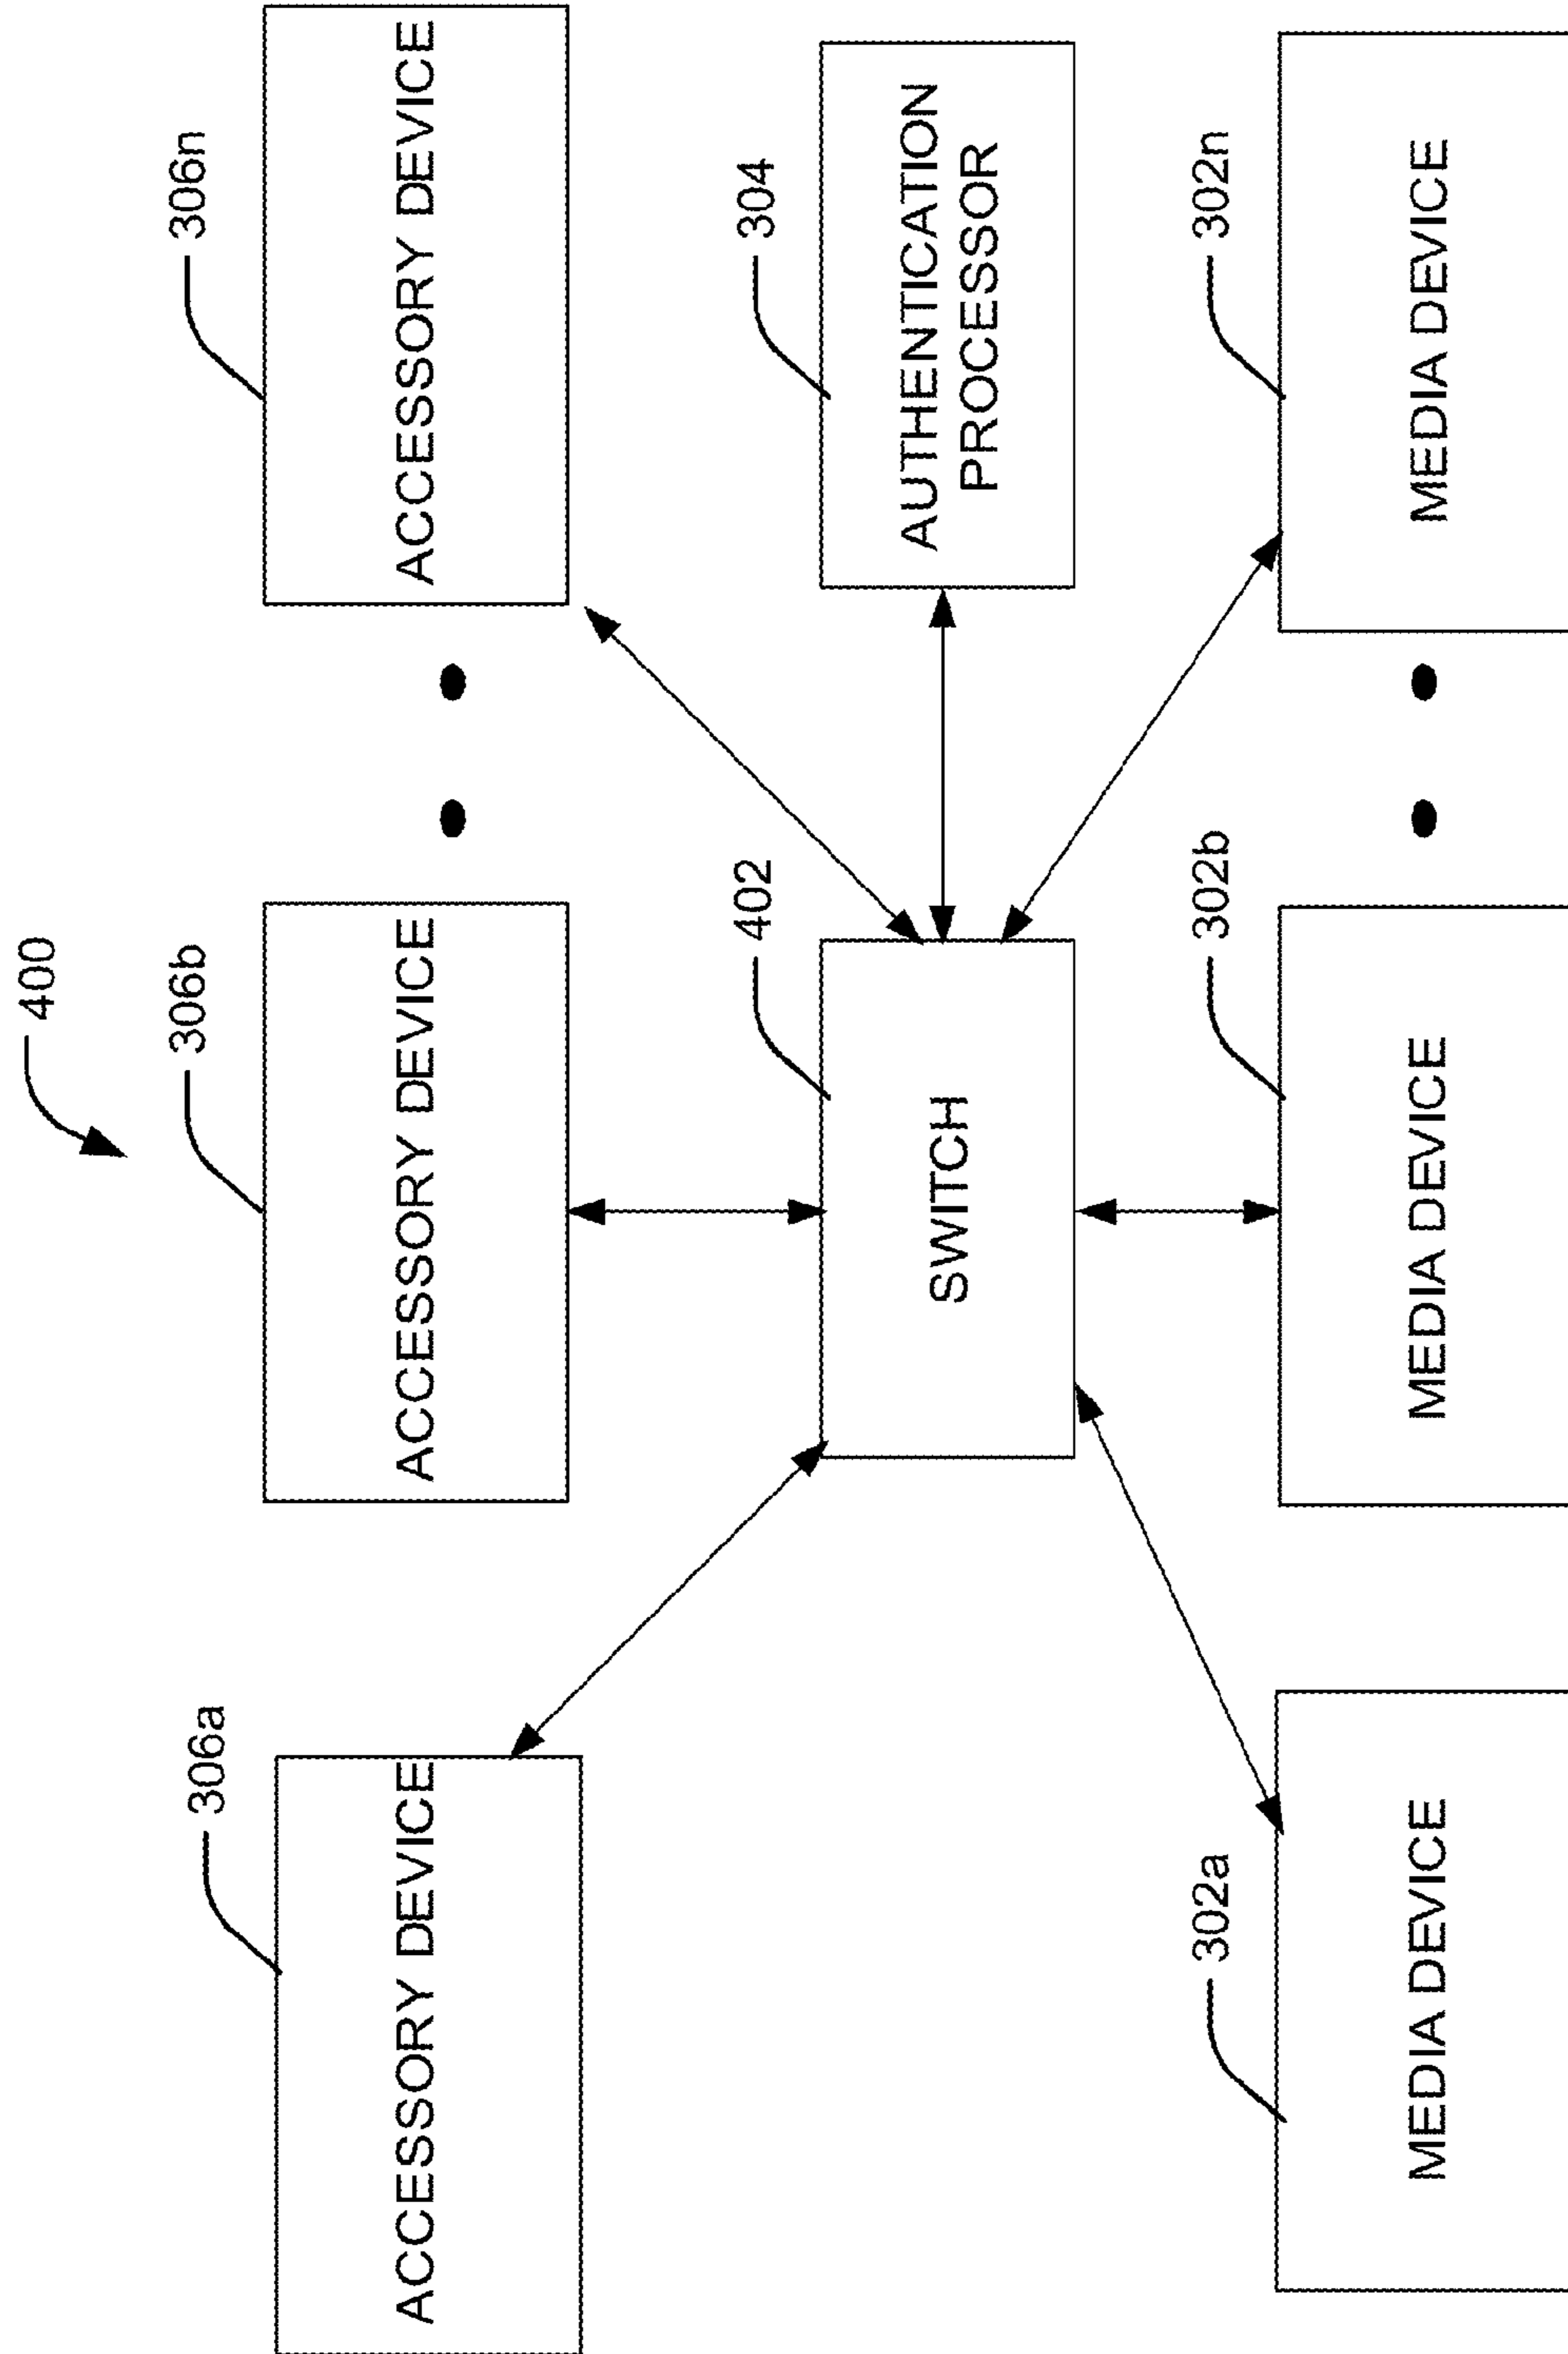 400
306a
306b
306n
ACCESSORY DEVICE
ACCESSORY DEVICE
ACCESSORY DEVICE
402
304
SWITCH
AUTHENTICATION
PROCESSOR
302a
302b
302n
MEDIA DEVICE
MEDIA DEVICE
MEDIA DEVICE